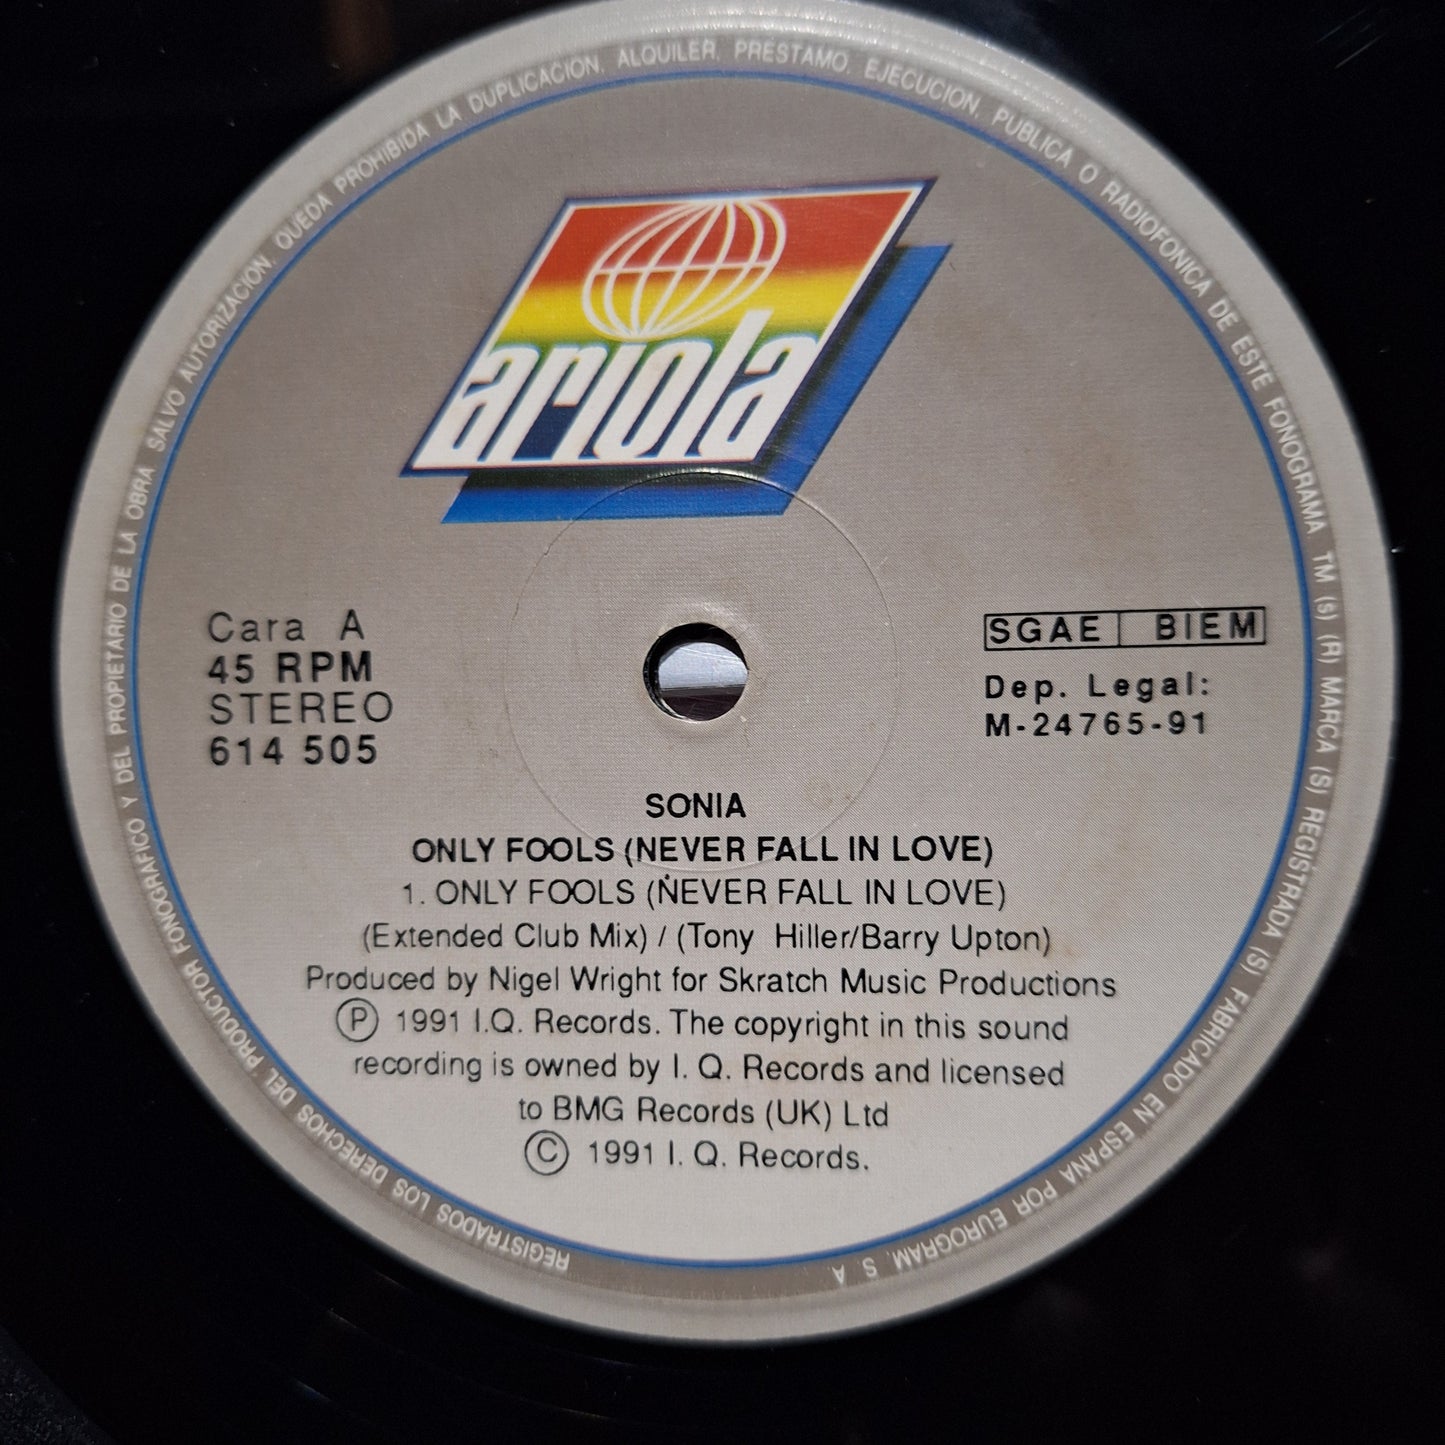 REGISTRADOS LOS DERECHOS DEL PRODUCTOR FONOGRAFICO Y DEL PROPIETARIO DE LA OBRA SALVO AUTORIZACION. QUEDA PROHIBIDA LA DUPLICACION, ALQUILER, PRESTAMO, EJECUCION, PUBLICA O RADIOFONICA DE ESTE FONOGRAMA TM (s) (R) MARCA (S) REGISTRADA (S) FABRICADO EN ESPAÑA POR EUROGRAM, S A
ariola
Cara A
45 RPM
STEREO
614 505
SGAE BIEM
Dep. Legal:
M-24765-91
SONIA
ONLY FOOLS (NEVER FALL IN LOVE)
1. ONLY FOOLS (NEVER FALL IN LOVE)
(Extended Club Mix) / (Tony Hiller/Barry Upton)
Produced by Nigel Wright for Skratch Music Productions
Ⓟ 1991 I.Q. Records. The copyright in this sound
recording is owned by I. Q. Records and licensed
to BMG Records (UK) Ltd
© 1991 I. Q. Records.